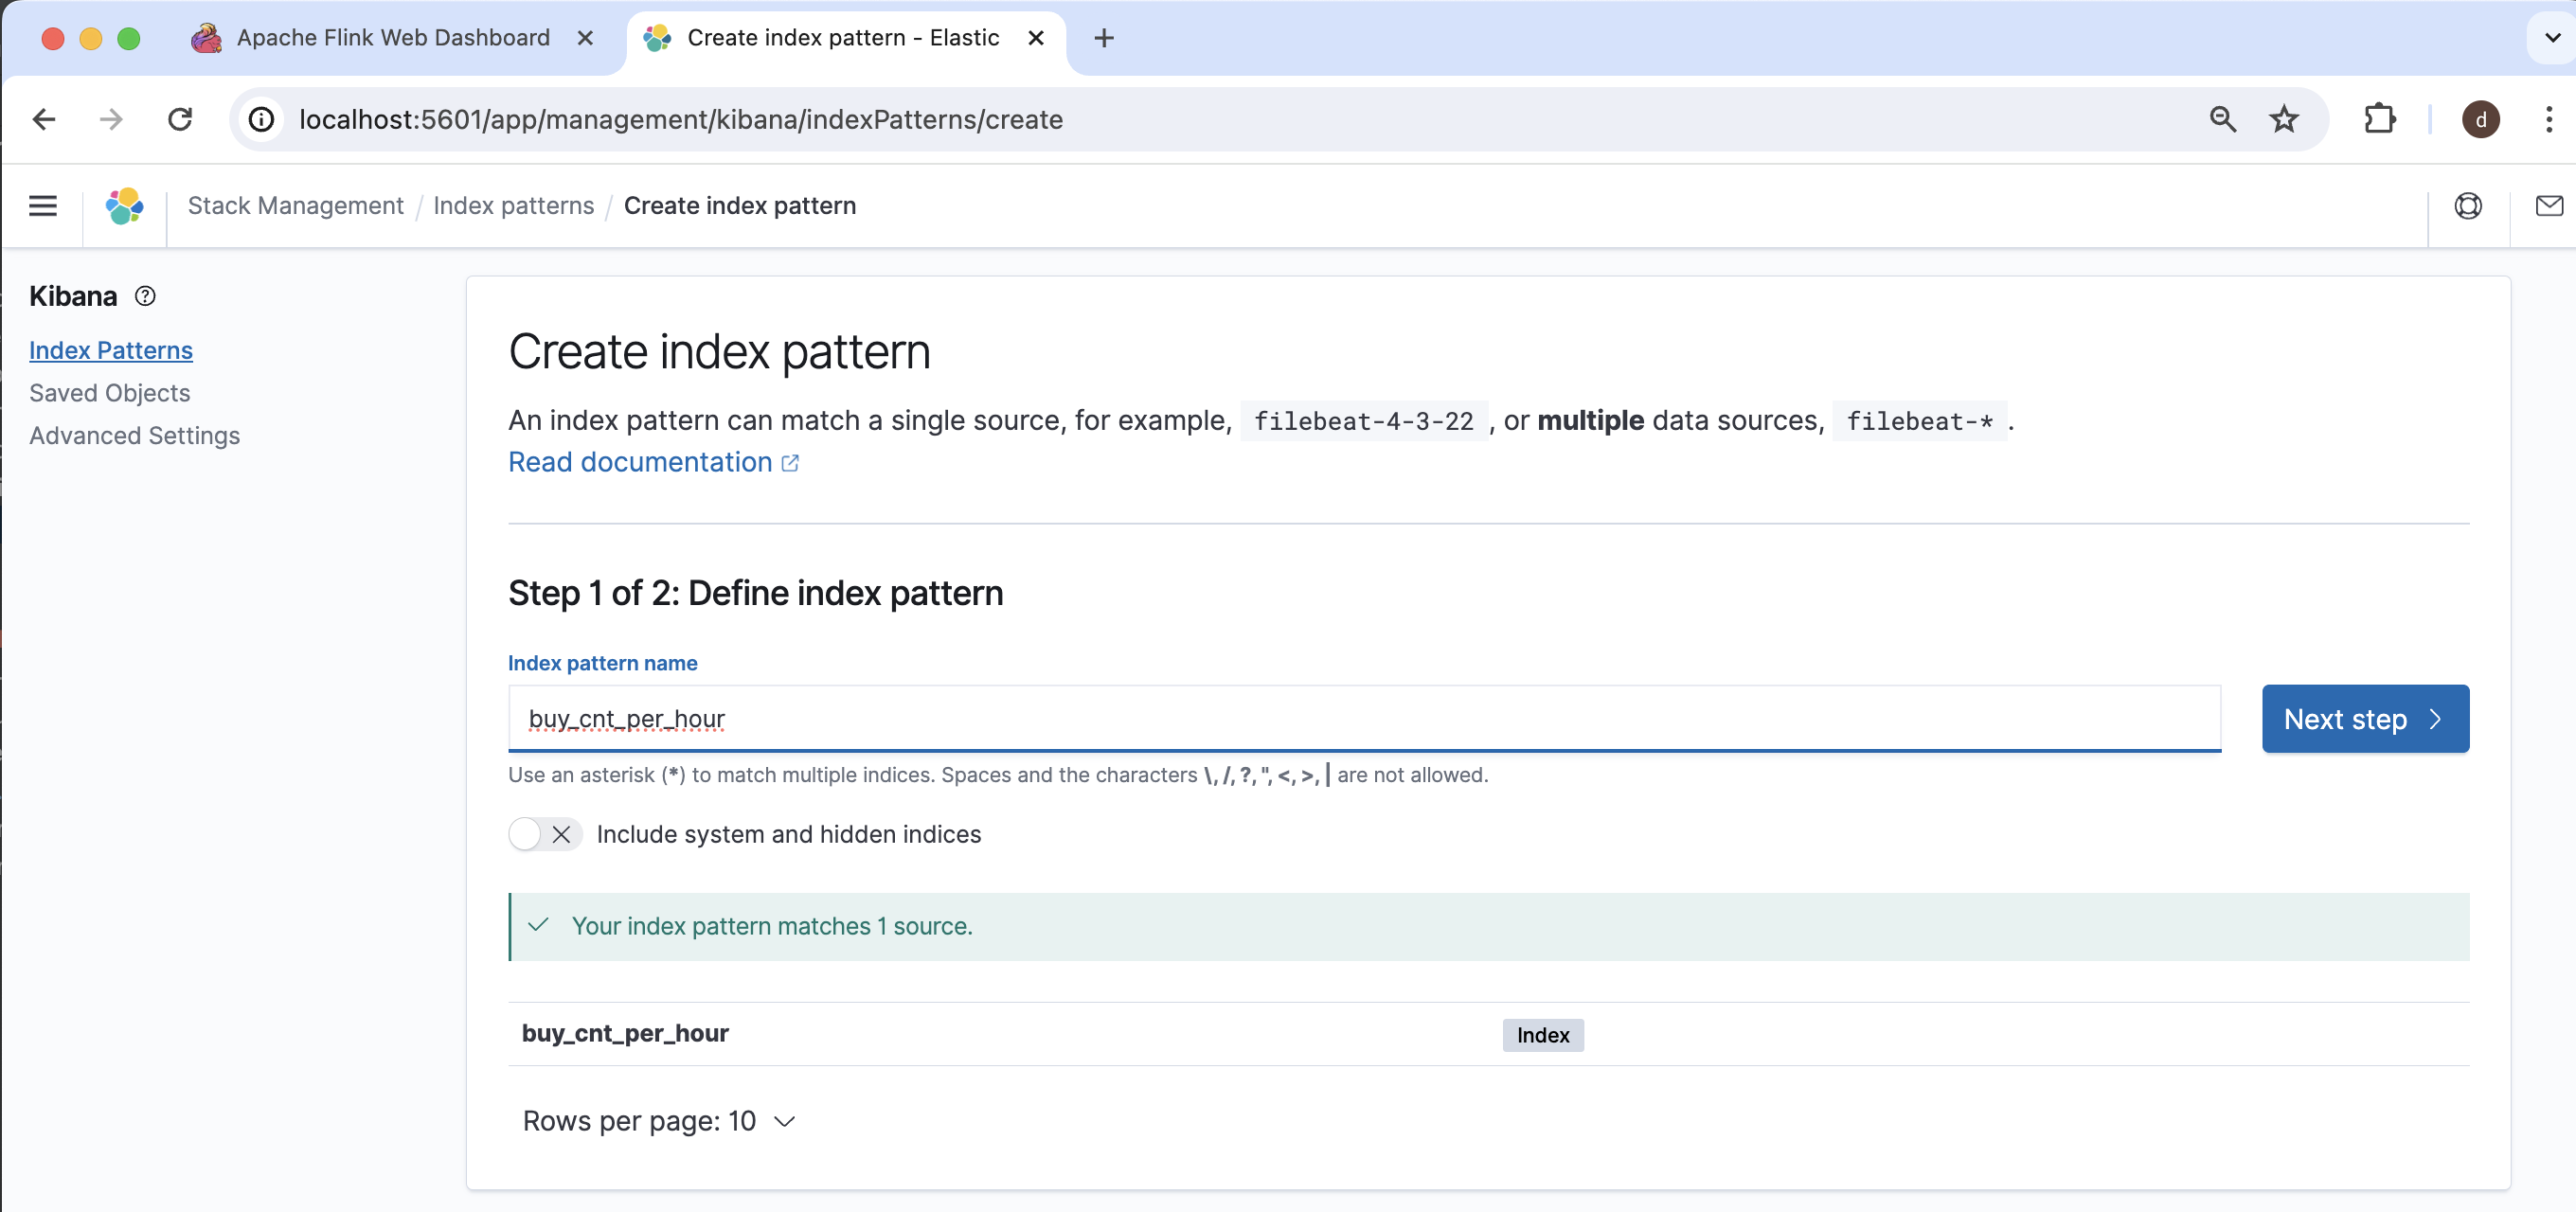 Apache Flink Web Dashboard
Create index pattern - Elastic
localhost:5601/app/management/kibana/indexPatterns/create
d
Stack Management / Index patterns / Create index pattern
Kibana
Index Patterns
Saved Objects
Advanced Settings
Create index pattern
An index pattern can match a single source, for example, filebeat-4-3-22 , or multiple data sources, filebeat-* .
Read documentation
Step 1 of 2: Define index pattern
Index pattern name
buy_cnt_per_hour
Next step
Use an asterisk (*) to match multiple indices. Spaces and the characters \, /, ?, ", <, >, | are not allowed.
Include system and hidden indices
Your index pattern matches 1 source.
buy_cnt_per_hour Index
Rows per page: 10